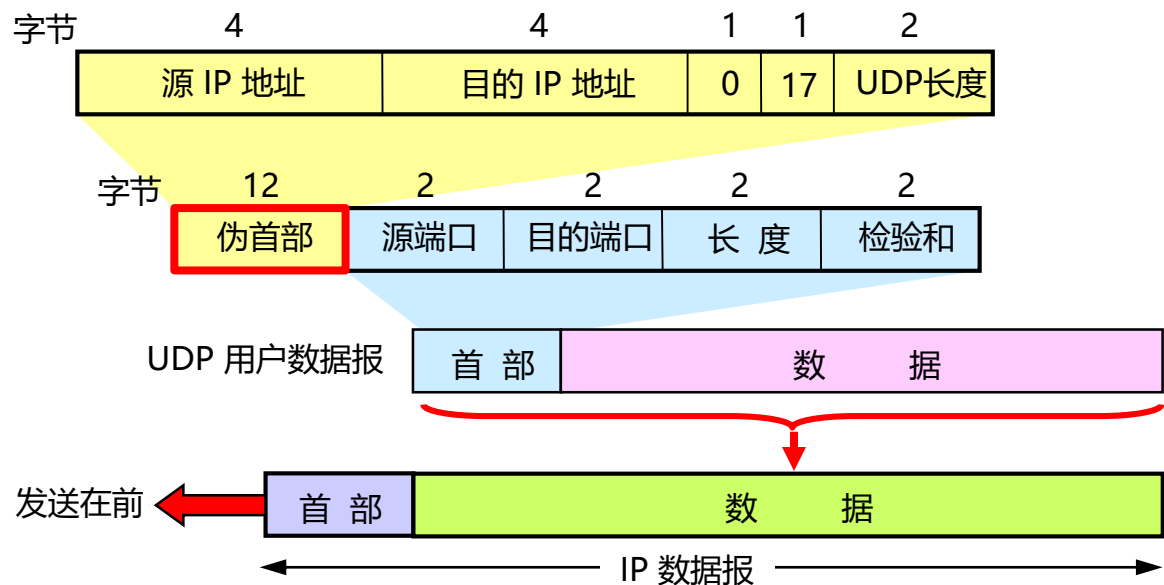 字节 4 4 1 1 2
源 IP 地址 目的 IP 地址 0 17 UDP长度
字节 12 2 2 2 2
伪首部 源端口 目的端口 长 度 检验和
UDP 用户数据报 首 部 数 据
发送在前 首 部 数 据
IP 数据报